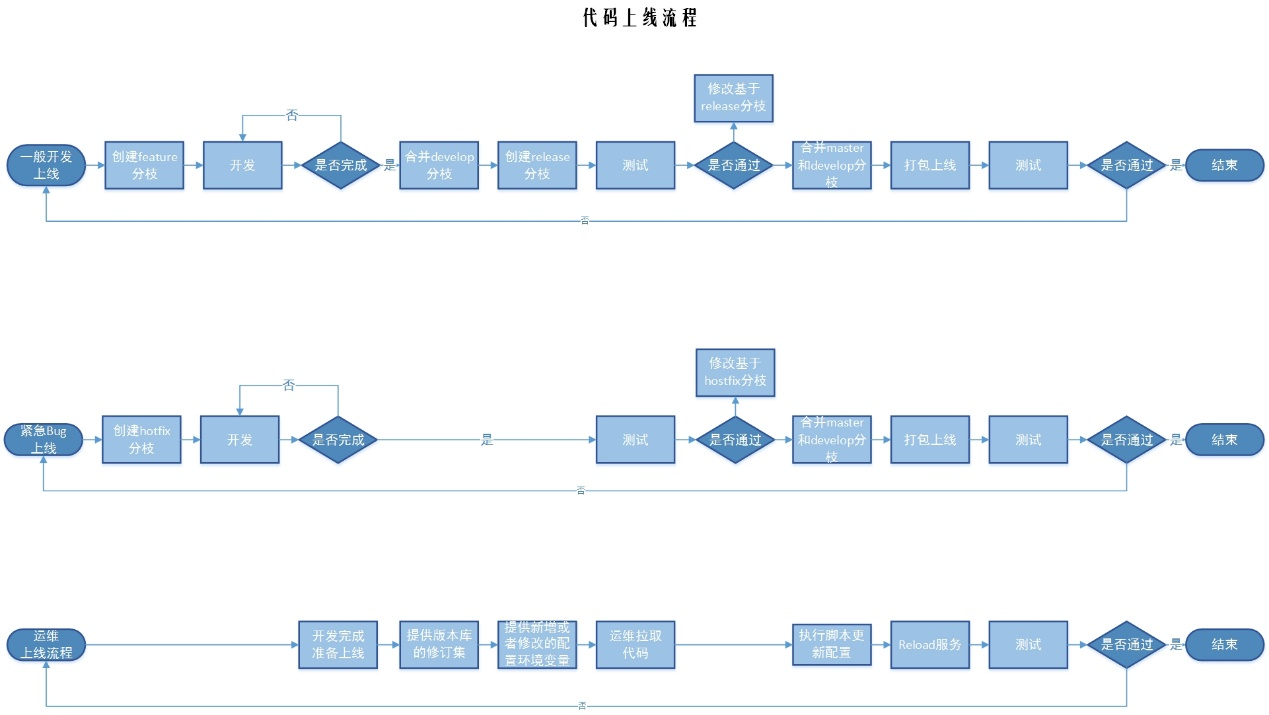 代码上线流程
修改基于
release分枝
否
一般开发
上线
创建feature
分枝
开发
是否完成
是
合并develop
分枝
创建release
分枝
测试
是否通过
合并master
和develop分
枝
打包上线
测试
是否通过
是
结束
否
修改基于
hostfix分枝
否
紧急Bug
上线
创建hotfix
分枝
开发
是否完成
是
测试
是否通过
合并master
和develop分
枝
打包上线
测试
是否通过
是
结束
否
运维
上线流程
开发完成
准备上线
提供版本库
的修订集
提供新增或
者修改的配
置环境变量
运维拉取
代码
执行脚本更
新配置
Reload服务
测试
是否通过
是
结束
否